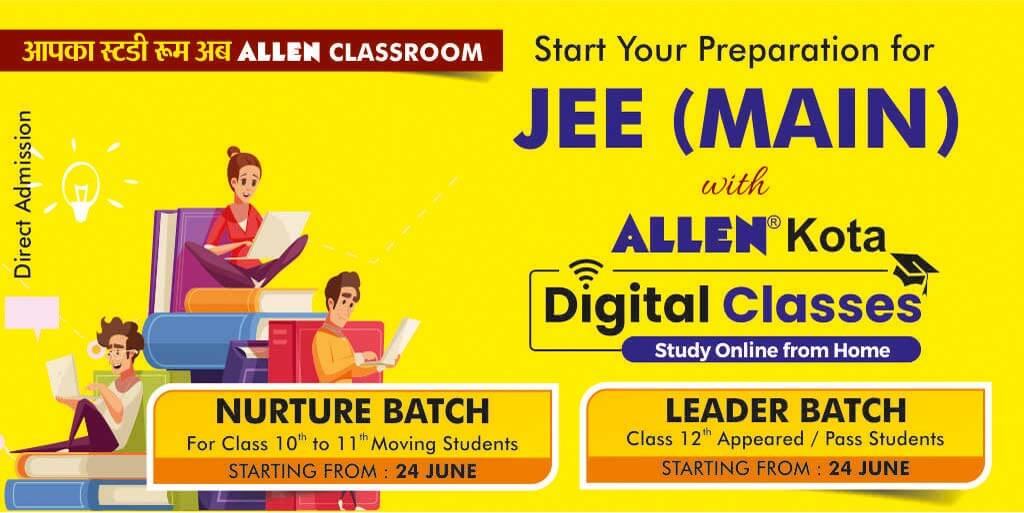 आपका स्टडी रूम अब ALLEN CLASSROOM
Direct Admission
Start Your Preparation for
JEE (MAIN)
with
ALLEN® Kota
Digital Classes
Study Online from Home
NURTURE BATCH
For Class 10th to 11th Moving Students
STARTING FROM : 24 JUNE
LEADER BATCH
Class 12th Appeared / Pass Students
STARTING FROM : 24 JUNE